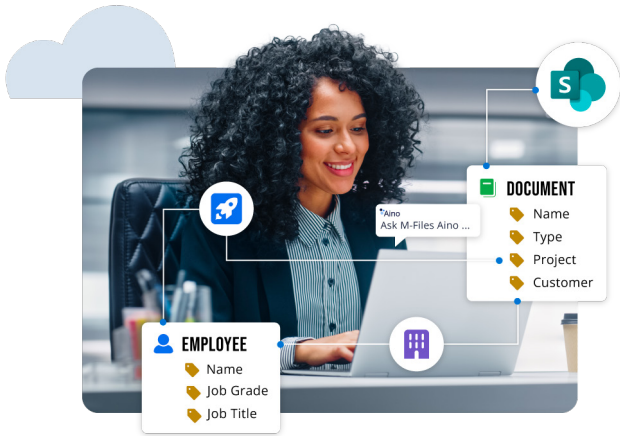 S
DOCUMENT
Name
Type
Project
Customer
Aino
Ask M-Files Aino ...
EMPLOYEE
Name
Job Grade
Job Title